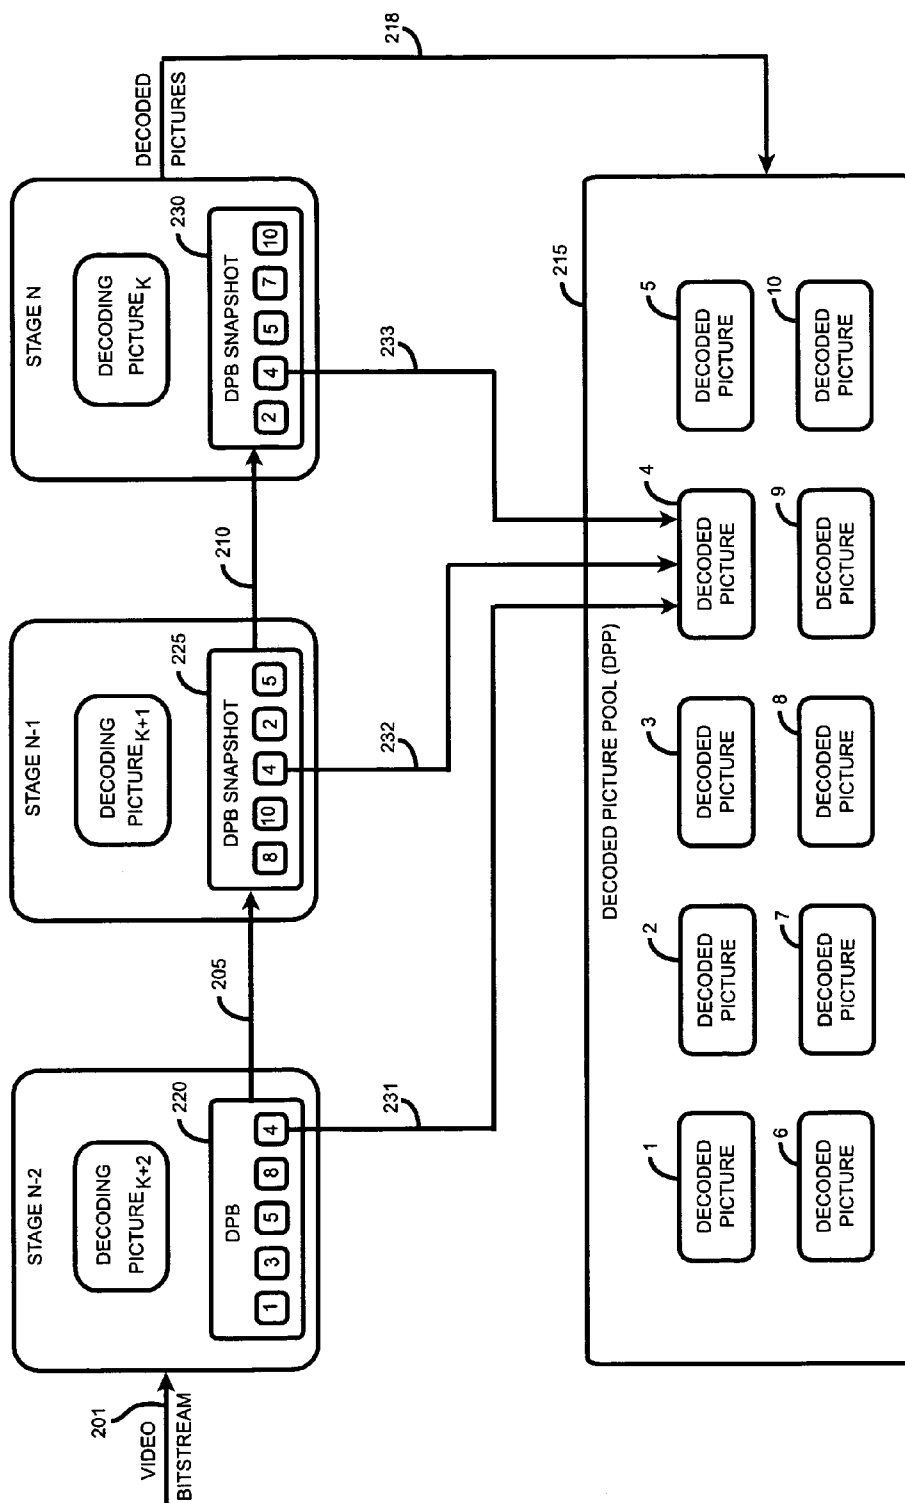 VIDEO
BITSTREAM
201
STAGE N-2
DECODING
PICTURE K+2
220
DPB
1 3 5 8 4
205
231
STAGE N-1
DECODING
PICTURE K+1
225
DPB SNAPSHOT
8 10 4 2 5
210
232
STAGE N
DECODING
PICTURE K
230
DPB SNAPSHOT
2 4 5 7 10
233
DECODED
PICTURES
218
215
DECODED PICTURE POOL (DPP)
1
DECODED
PICTURE
2
DECODED
PICTURE
3
DECODED
PICTURE
4
DECODED
PICTURE
5
DECODED
PICTURE
6
DECODED
PICTURE
7
DECODED
PICTURE
8
DECODED
PICTURE
9
DECODED
PICTURE
10
DECODED
PICTURE